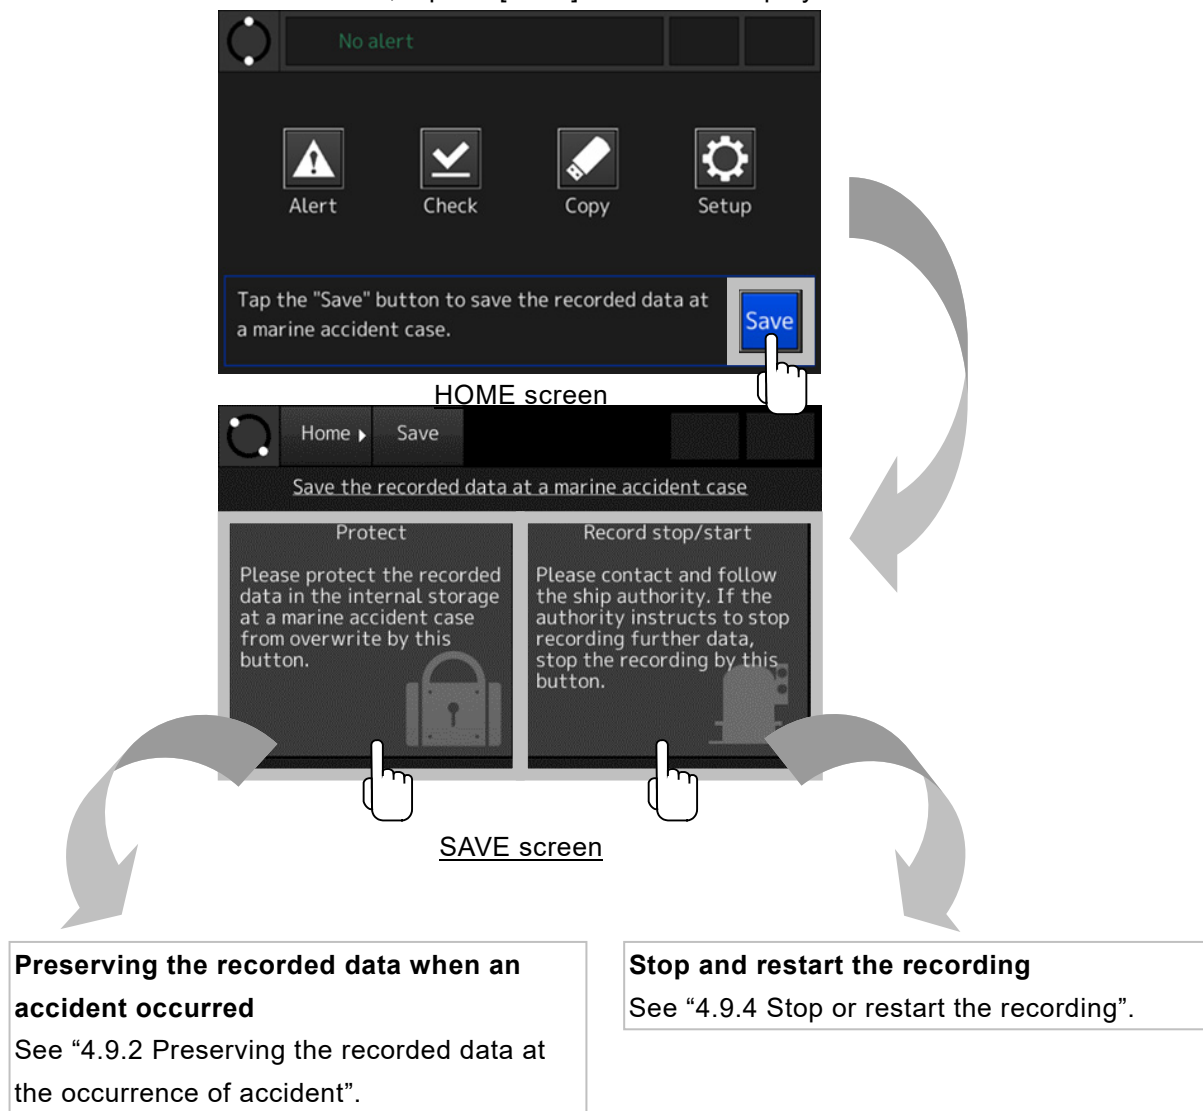 No alert
Alert
Check
Copy
Setup
Tap the "Save" button to save the recorded data at
a marine accident case.
Save
HOME screen
Home
Save
Save the recorded data at a marine accident case
Protect
Please protect the recorded
data in the internal storage
at a marine accident case
from overwrite by this
button.
Record stop/start
Please contact and follow
the ship authority. If the
authority instructs to stop
recording further data,
stop the recording by this
button.
SAVE screen
Preserving the recorded data when an
accident occurred
See “4.9.2 Preserving the recorded data at
the occurrence of accident”.
Stop and restart the recording
See “4.9.4 Stop or restart the recording”.